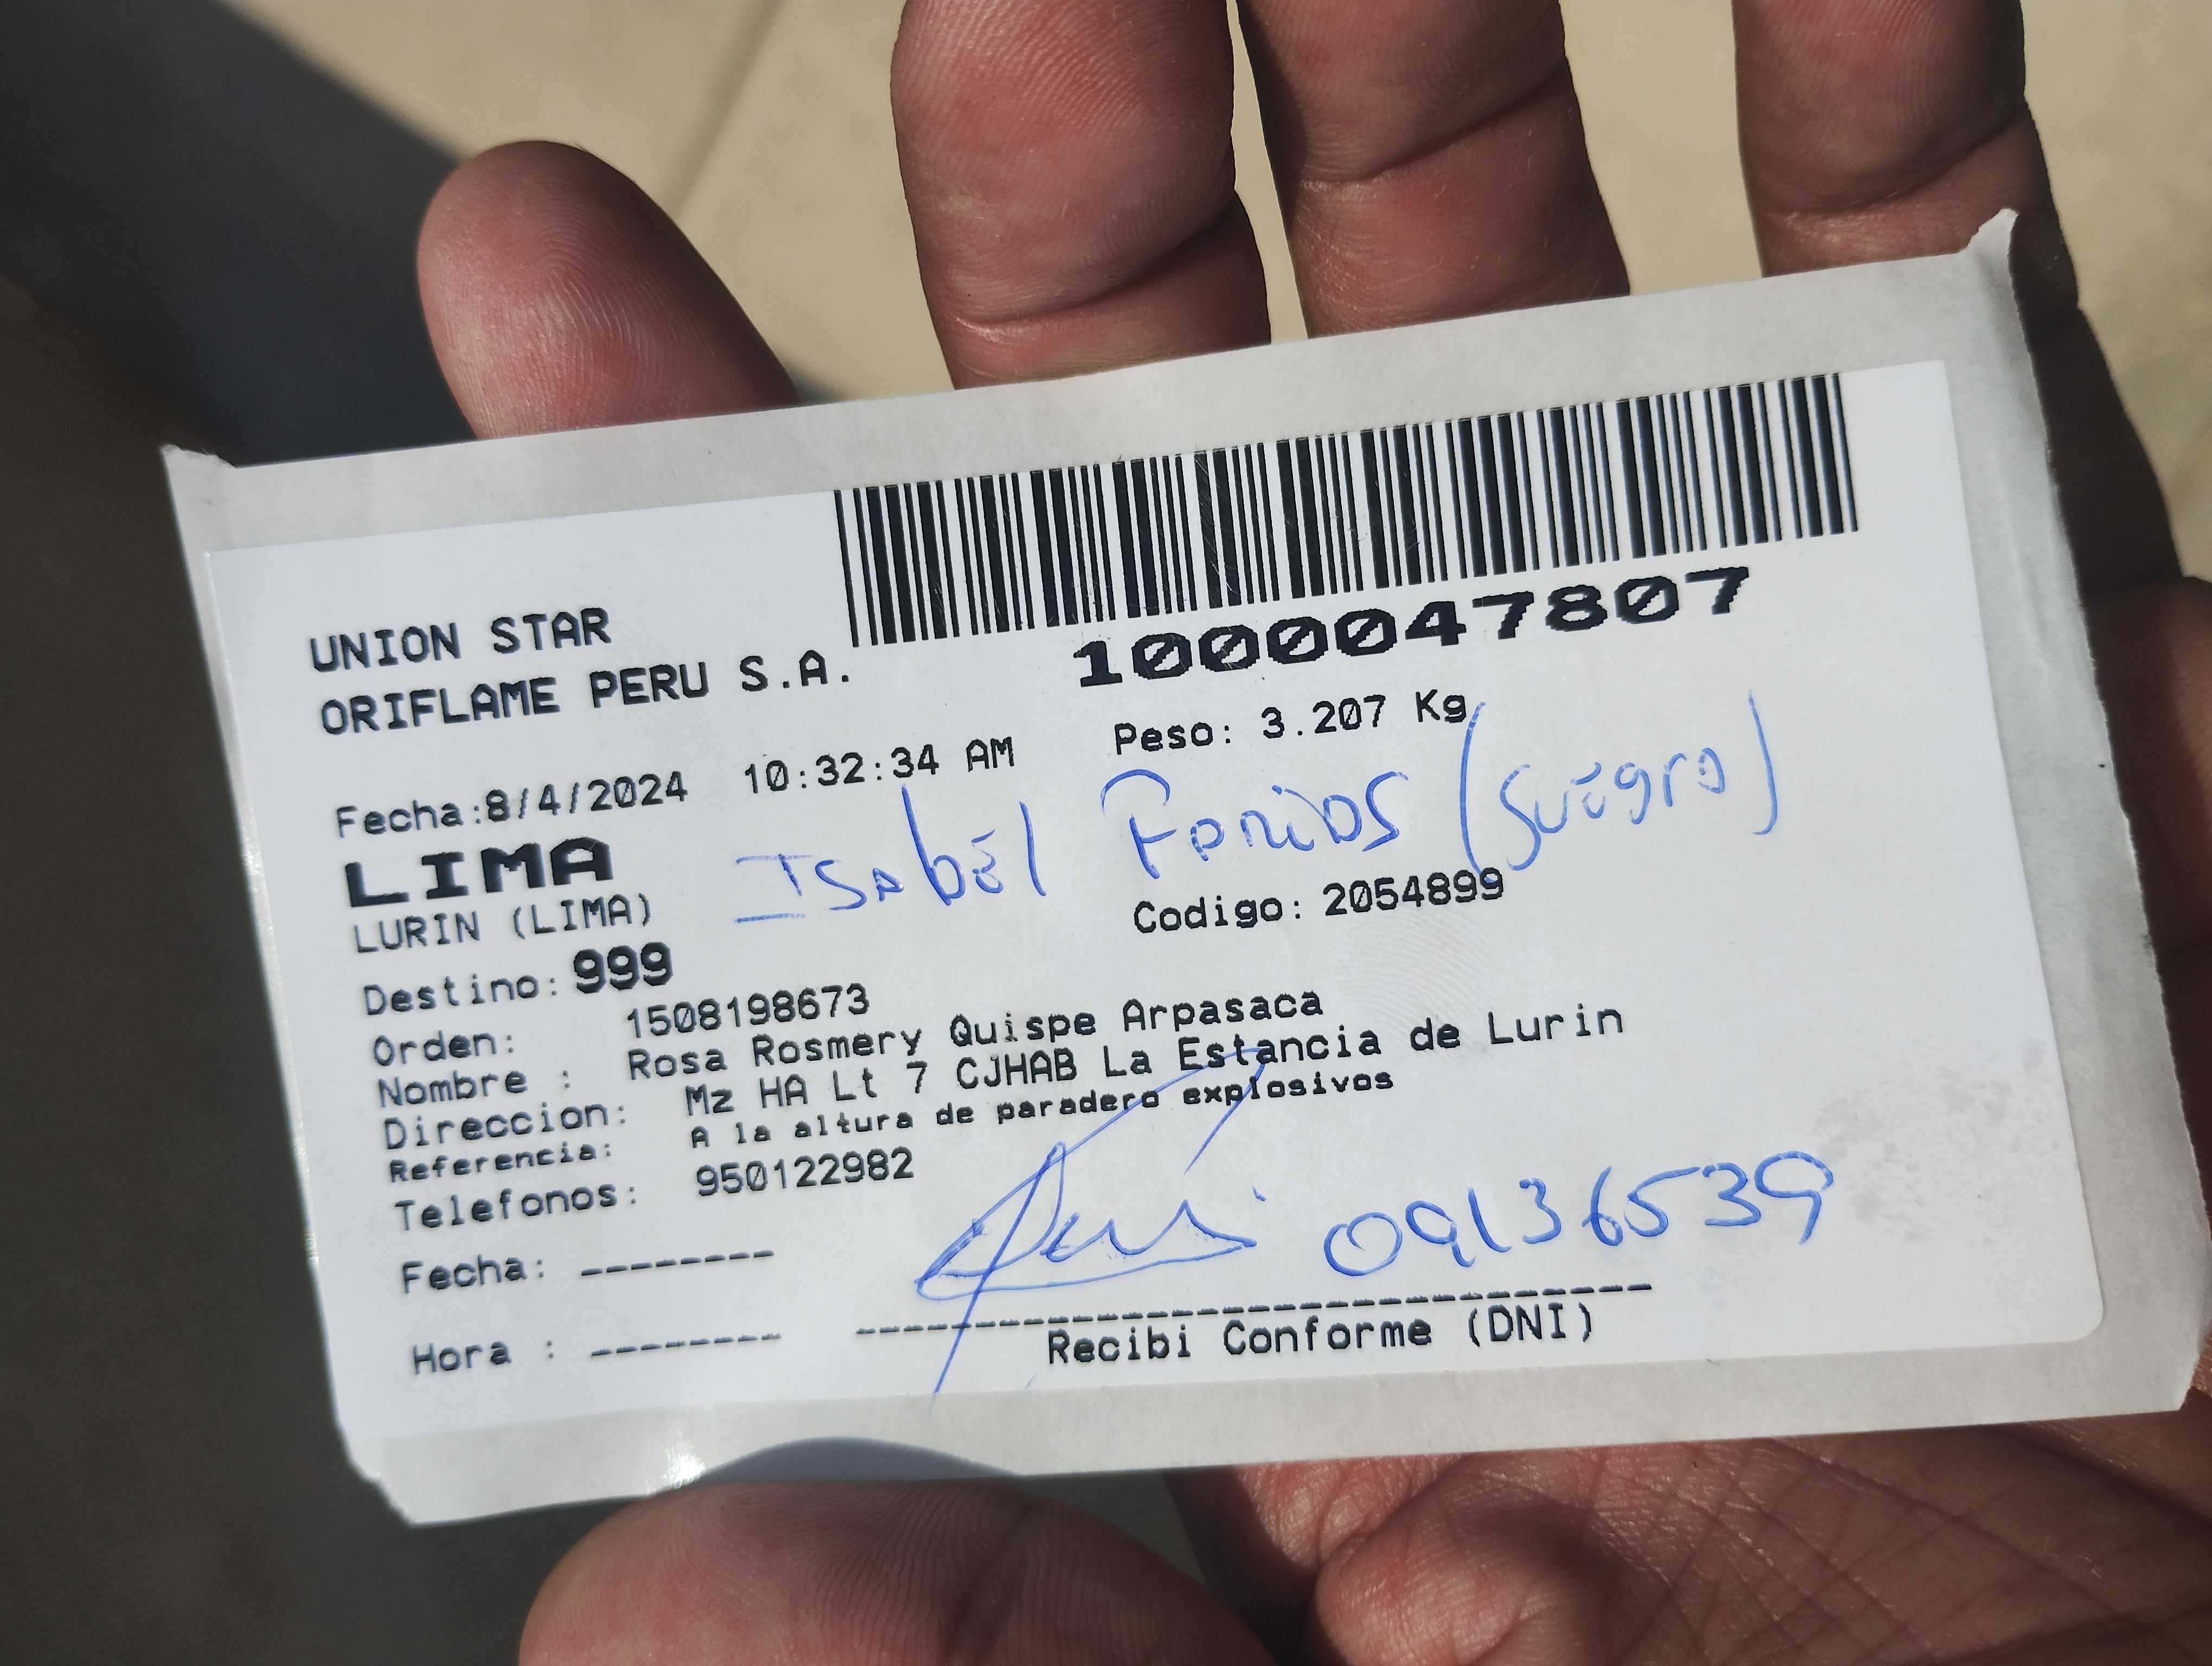 1000047807
UNION STAR
ORIFLAME PERU S.A.
Peso: 3.207 Kg
Fecha:8/4/2024 10:32:34 AM
LIMA
Isabel Farias (Suegra)
LURIN (LIMA)
Codigo: 2054899
Destino: 999
Orden: 1508198673
Nombre : Rosa Rosmery Quispe Arpasaca
Direccion: Mz HA Lt 7 CJHAB La Estancia de Lurin
Referencia: A la altura de paradero explosivos
Telefonos: 950122982
09136539
Fecha: --------
Hora : --------
Recibi Conforme (DNI)